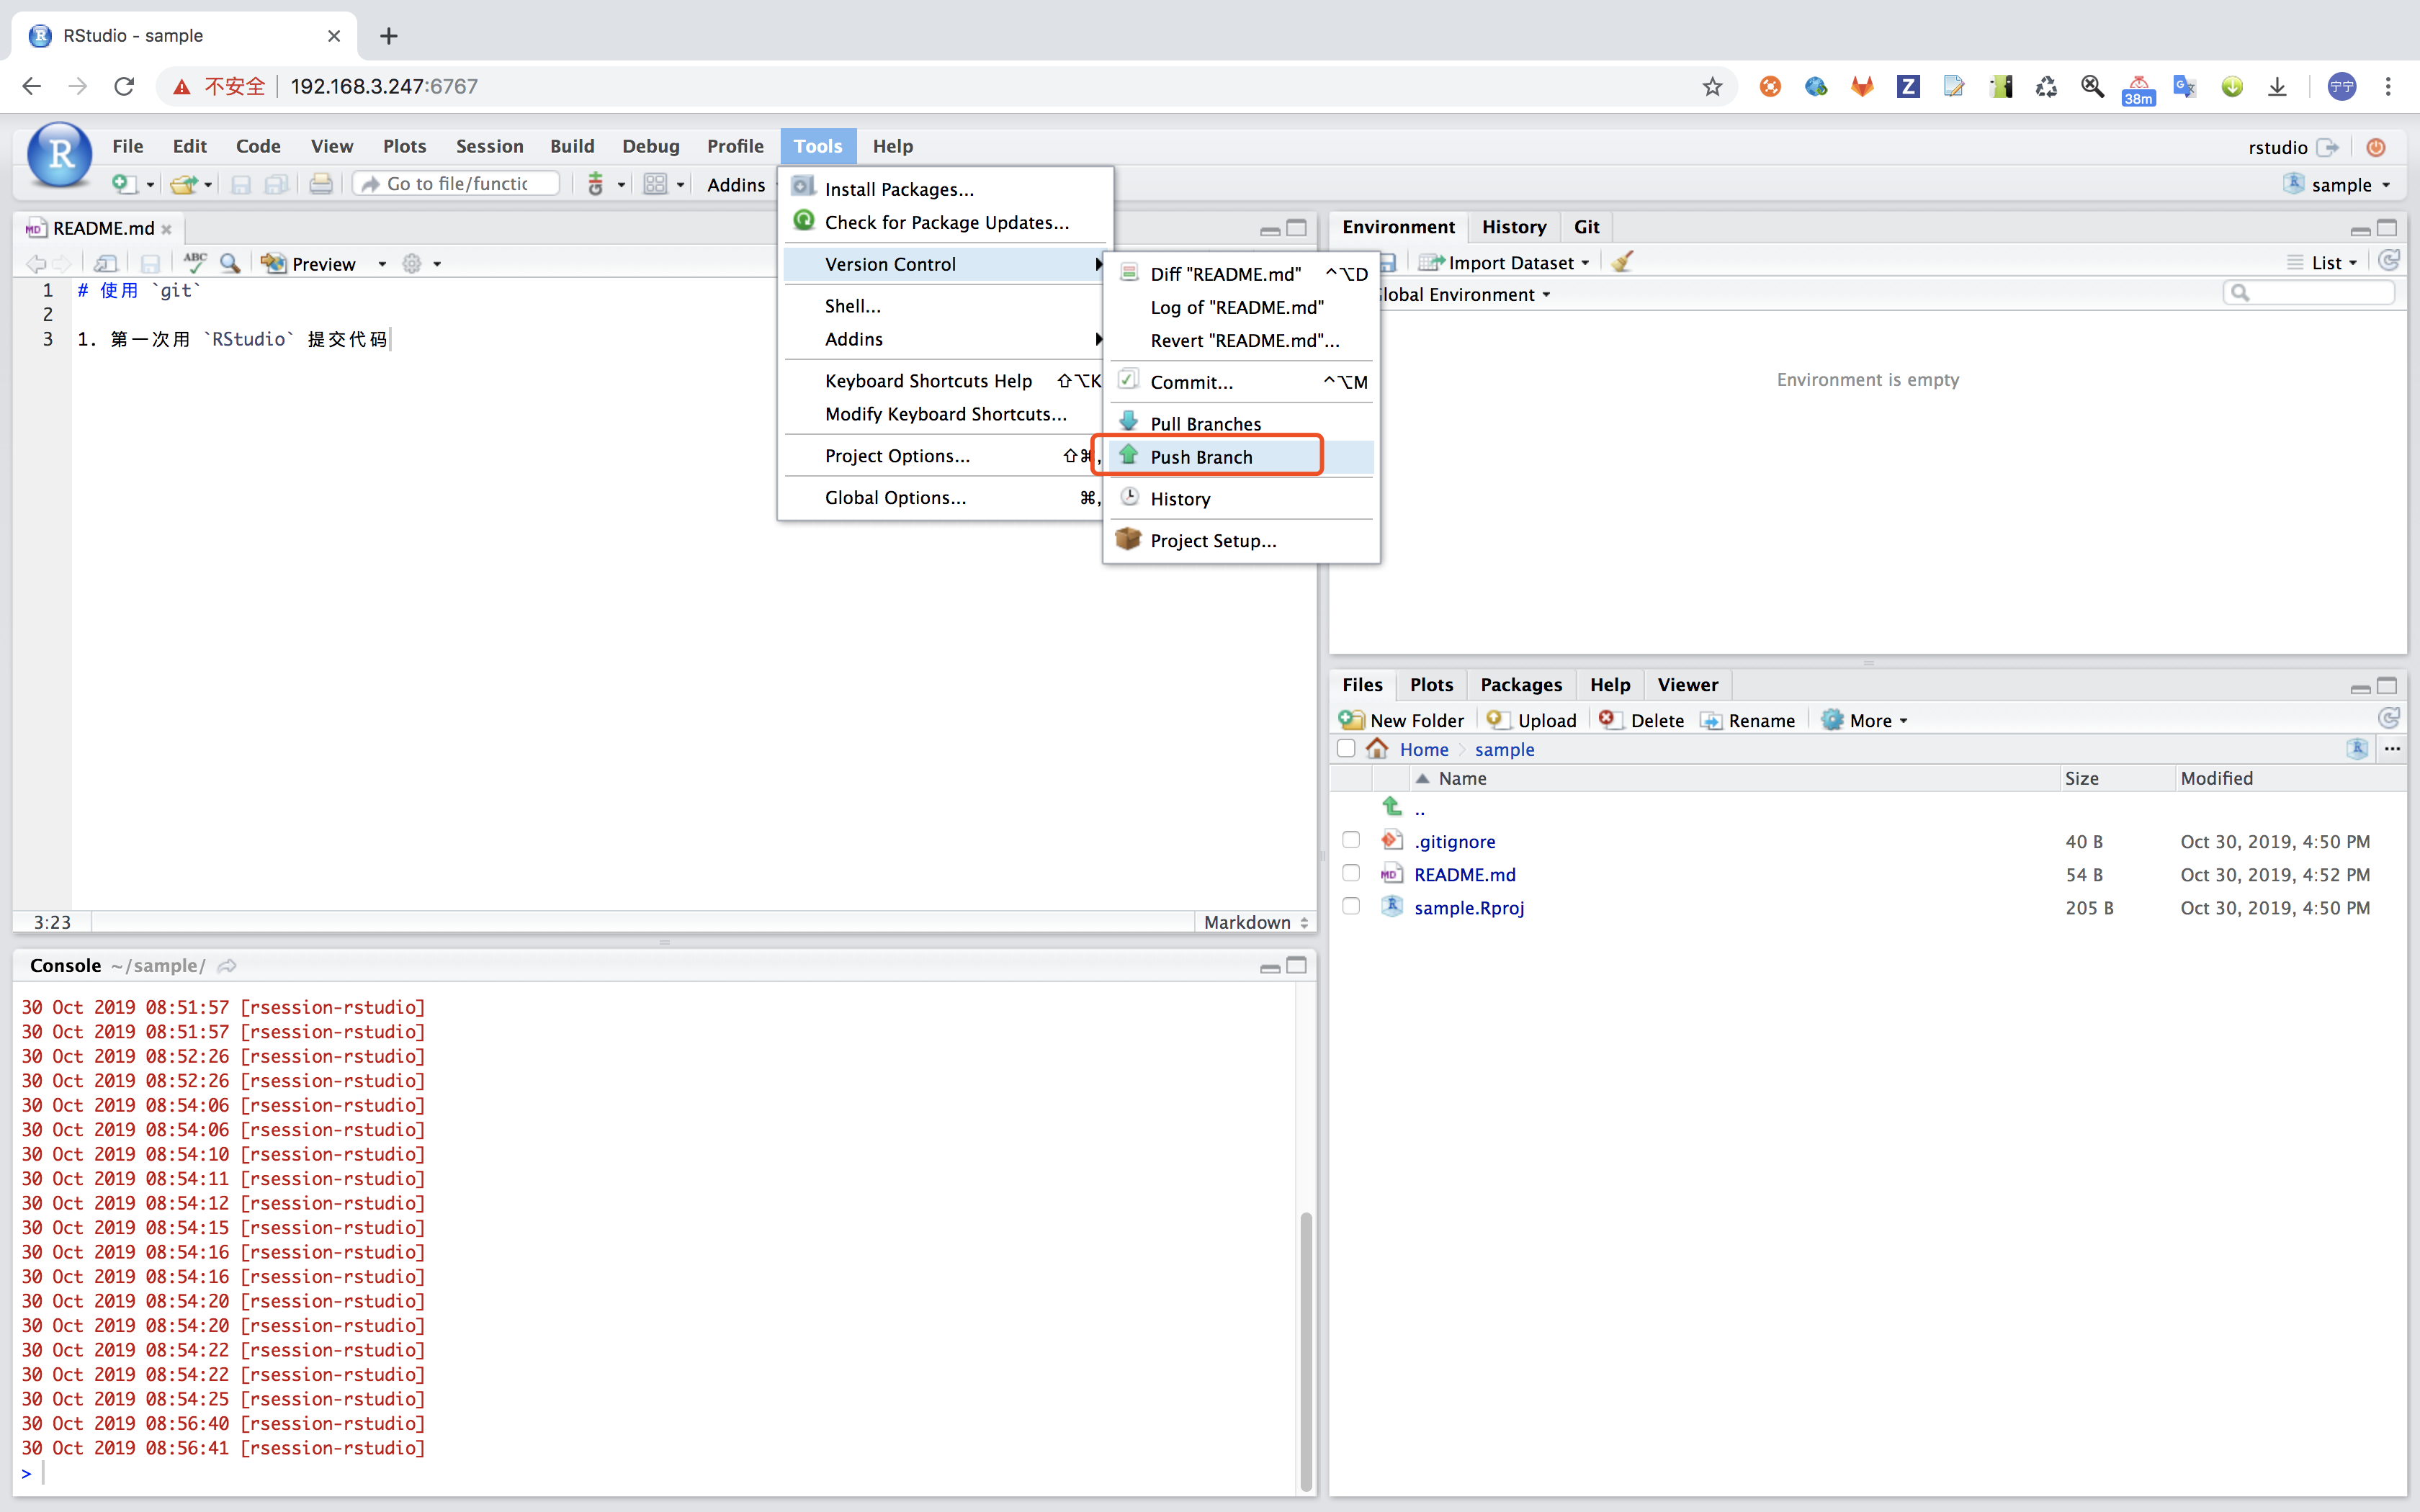 RStudio - sample
不安全 192.168.3.247:6767
38m 宁宁
File Edit Code View Plots Session Build Debug Profile Tools Help rstudio
Go to file/functic Addins sample
Install Packages...
Check for Package Updates...
Version Control
Shell...
Addins
Keyboard Shortcuts Help ⇧⌥K
Modify Keyboard Shortcuts...
Project Options... ⇧⌘,
Global Options... ⌘,
Diff "README.md" ^⌥D
Log of "README.md"
Revert "README.md"...
Commit... ^⌥M
Pull Branches
Push Branch
History
Project Setup...
README.md
ABC Preview
1 # 使用 `git`
2
3 1. 第一次用 `RStudio` 提交代码
3:23 Markdown
Console ~/sample/
30 Oct 2019 08:51:57 [rsession-rstudio]
30 Oct 2019 08:51:57 [rsession-rstudio]
30 Oct 2019 08:52:26 [rsession-rstudio]
30 Oct 2019 08:52:26 [rsession-rstudio]
30 Oct 2019 08:54:06 [rsession-rstudio]
30 Oct 2019 08:54:06 [rsession-rstudio]
30 Oct 2019 08:54:10 [rsession-rstudio]
30 Oct 2019 08:54:11 [rsession-rstudio]
30 Oct 2019 08:54:12 [rsession-rstudio]
30 Oct 2019 08:54:15 [rsession-rstudio]
30 Oct 2019 08:54:16 [rsession-rstudio]
30 Oct 2019 08:54:16 [rsession-rstudio]
30 Oct 2019 08:54:20 [rsession-rstudio]
30 Oct 2019 08:54:20 [rsession-rstudio]
30 Oct 2019 08:54:22 [rsession-rstudio]
30 Oct 2019 08:54:22 [rsession-rstudio]
30 Oct 2019 08:54:25 [rsession-rstudio]
30 Oct 2019 08:56:40 [rsession-rstudio]
30 Oct 2019 08:56:41 [rsession-rstudio]
>
Environment History Git
Import Dataset List
lobal Environment
Environment is empty
Files Plots Packages Help Viewer
New Folder Upload Delete Rename More
Home sample ...
Name Size Modified
..
.gitignore 40 B Oct 30, 2019, 4:50 PM
README.md 54 B Oct 30, 2019, 4:52 PM
sample.Rproj 205 B Oct 30, 2019, 4:50 PM